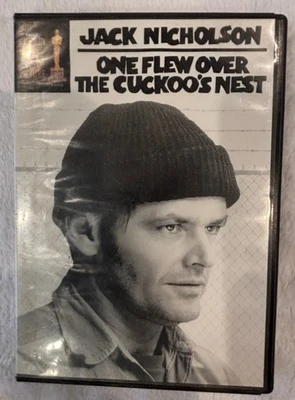 JACK NICHOLSON
ONE FLEW OVER
THE CUCKOO'S NEST